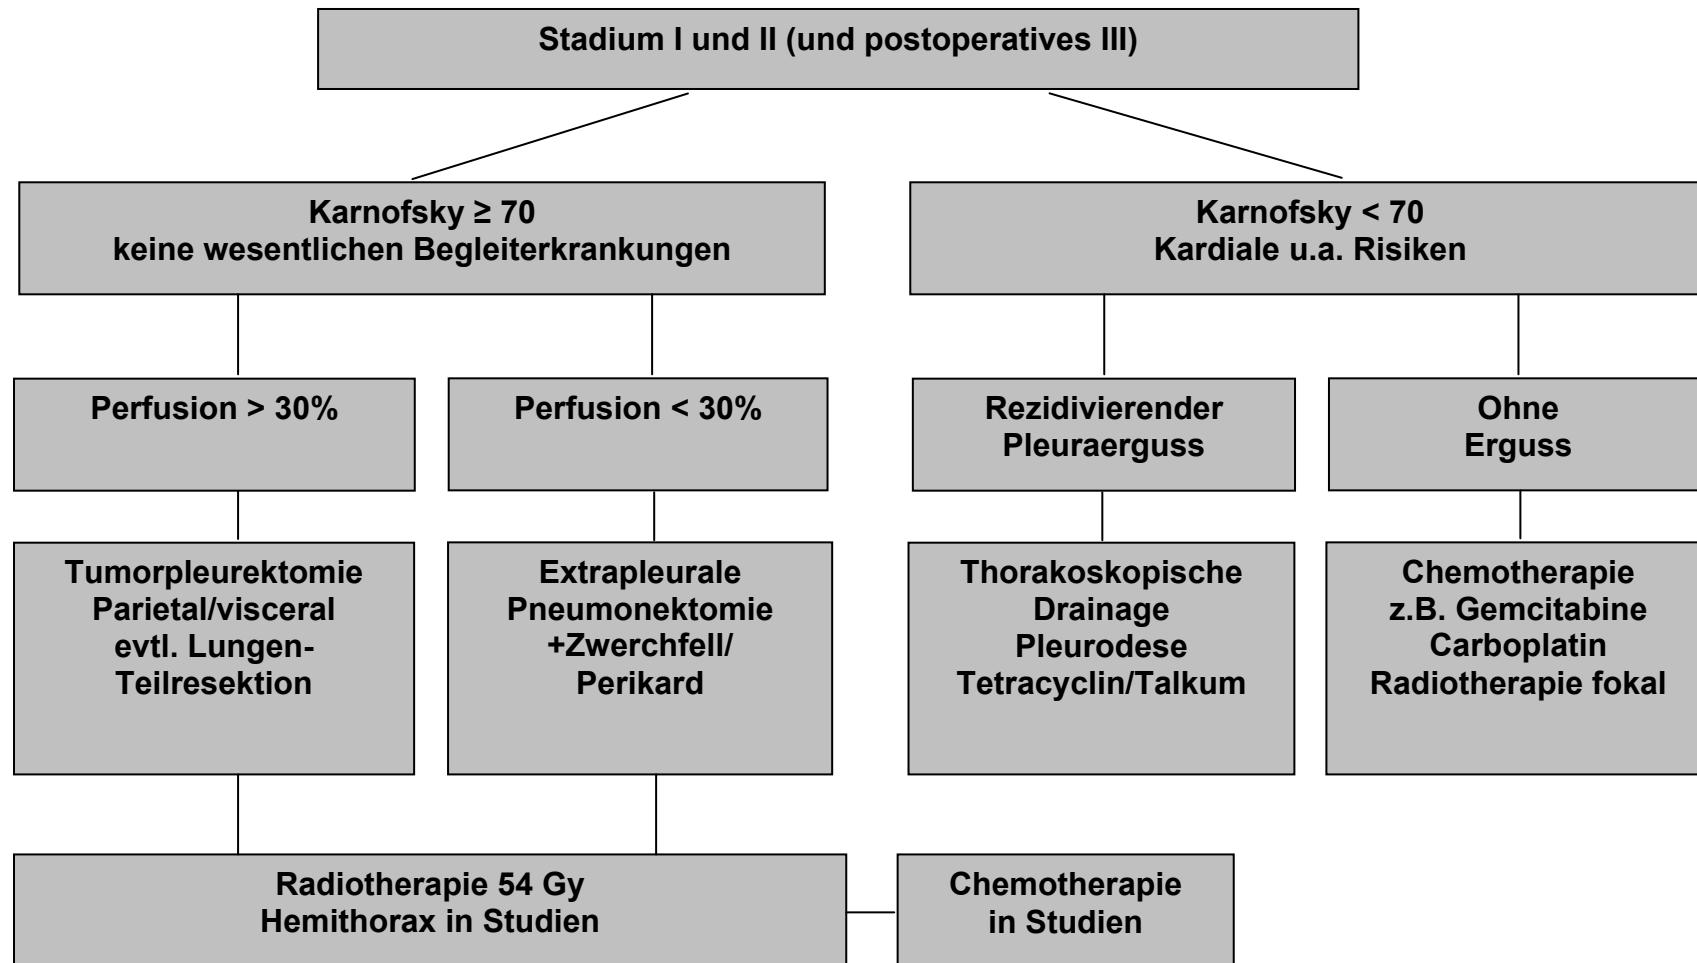 Stadium I und II (und postoperatives III)
Karnofsky ≥ 70
keine wesentlichen Begleiterkrankungen
Karnofsky < 70
Kardiale u.a. Risiken
Perfusion > 30%
Perfusion < 30%
Rezidivierender
Pleuraerguss
Ohne
Erguss
Tumorpleurektomie
Parietal/visceral
evtl. Lungen-
Teilresektion
Extrapleurale
Pneumonektomie
+Zwerchfell/
Perikard
Thorakoskopische
Drainage
Pleurodese
Tetracyclin/Talkum
Chemotherapie
z.B. Gemcitabine
Carboplatin
Radiotherapie fokal
Radiotherapie 54 Gy
Hemithorax in Studien
Chemotherapie
in Studien